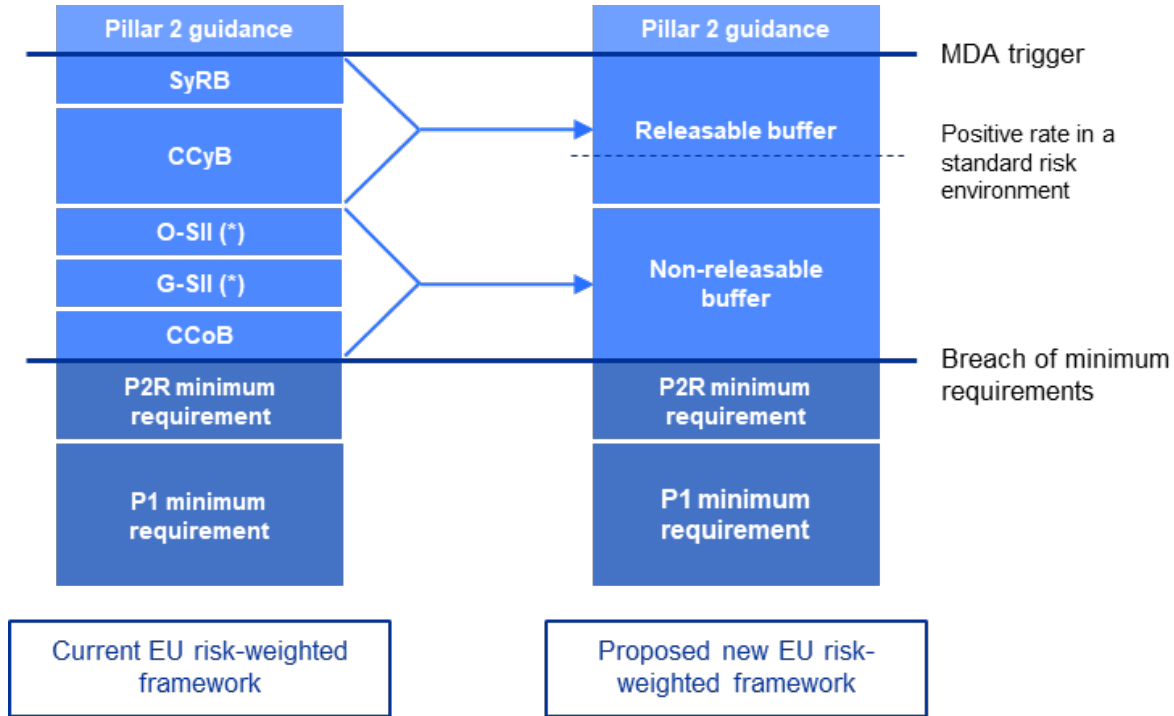 Pillar 2 guidance
SyRB
CCyB
O-SII (*)
G-SII (*)
CCoB
P2R minimum
requirement
P1 minimum
requirement
Current EU risk-weighted
framework
Pillar 2 guidance
Releasable buffer
Non-releasable
buffer
P2R minimum
requirement
P1 minimum
requirement
Proposed new EU risk-
weighted framework
MDA trigger
Positive rate in a
standard risk
environment
Breach of minimum
requirements